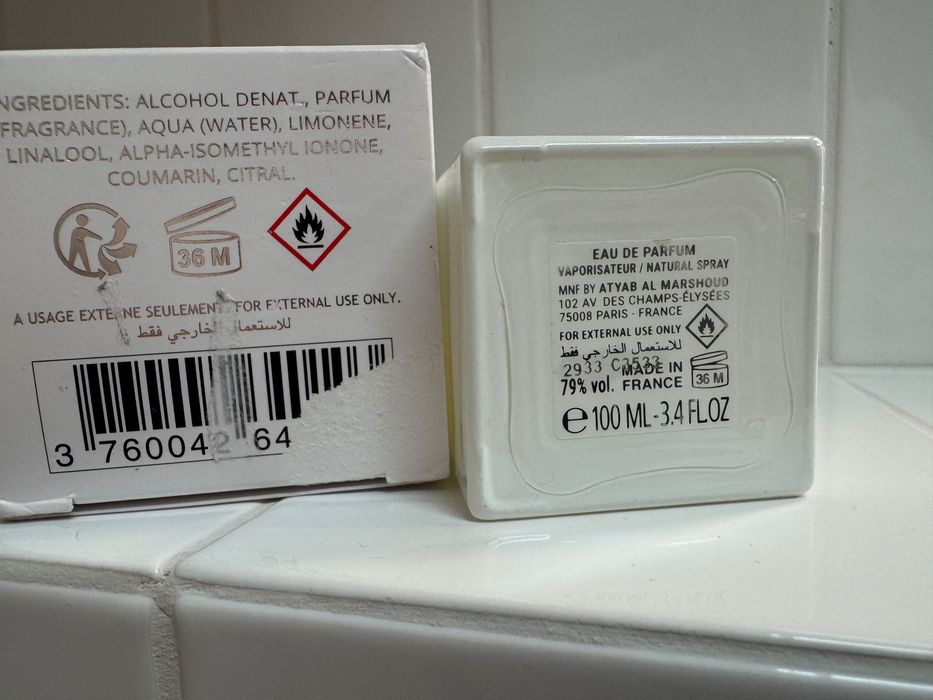 NGREDIENTS: ALCOHOL DENAT., PARFUM
FRAGRANCE), AQUA (WATER), LIMONENE,
LINALOOL, ALPHA-ISOMETHYL IONONE,
COUMARIN, CITRAL.
36 M
A USAGE EXTERNE SEULEMENT / FOR EXTERNAL USE ONLY.
للاستعمال الخارجي فقط
3 760042 64
EAU DE PARFUM
VAPORISATEUR / NATURAL SPRAY
MNF BY ATYAB AL MARSHOUD
102 AV DES CHAMPS-ÉLYSÉES
75008 PARIS - FRANCE
FOR EXTERNAL USE ONLY
للاستعمال الخارجي فقط
2933 C3533
MADE IN
79% vol. FRANCE
36 M
e 100 ML - 3.4 FL.OZ